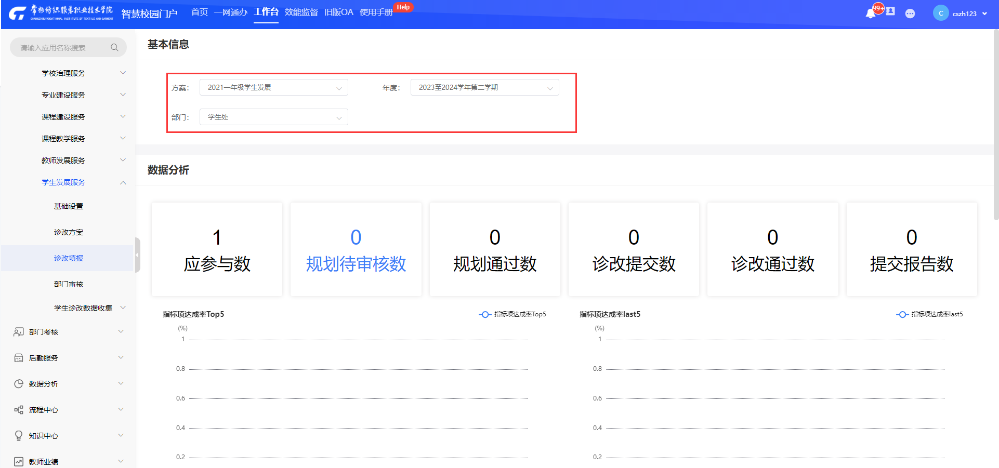 常州纺织服装职业技术学院
CHANGZHOU VOCATIONAL INSTITUTE OF TEXTILE AND GARMENT
智慧校园门户
首页
一网通办
工作台
效能监督
旧版OA
使用手册
Help
99+
C
cszh123
请输入应用名称搜索
学校治理服务
专业建设服务
课程建设服务
课程教学服务
教师发展服务
学生发展服务
基础设置
诊改方案
诊改填报
部门审核
学生诊改数据收集
部门考核
后勤服务
数据分析
流程中心
知识中心
教师业绩
基本信息
方案：
2021一年级学生发展
年度：
2023至2024学年第二学期
部门：
学生处
数据分析
1
应参与数
0
规划待审核数
0
规划通过数
0
诊改提交数
0
诊改通过数
0
提交报告数
指标项达成率Top5
指标项达成率Top5
(%)
1
0.8
0.6
0.4
0.2
指标项达成率last5
指标项达成率last5
(%)
1
0.8
0.6
0.4
0.2